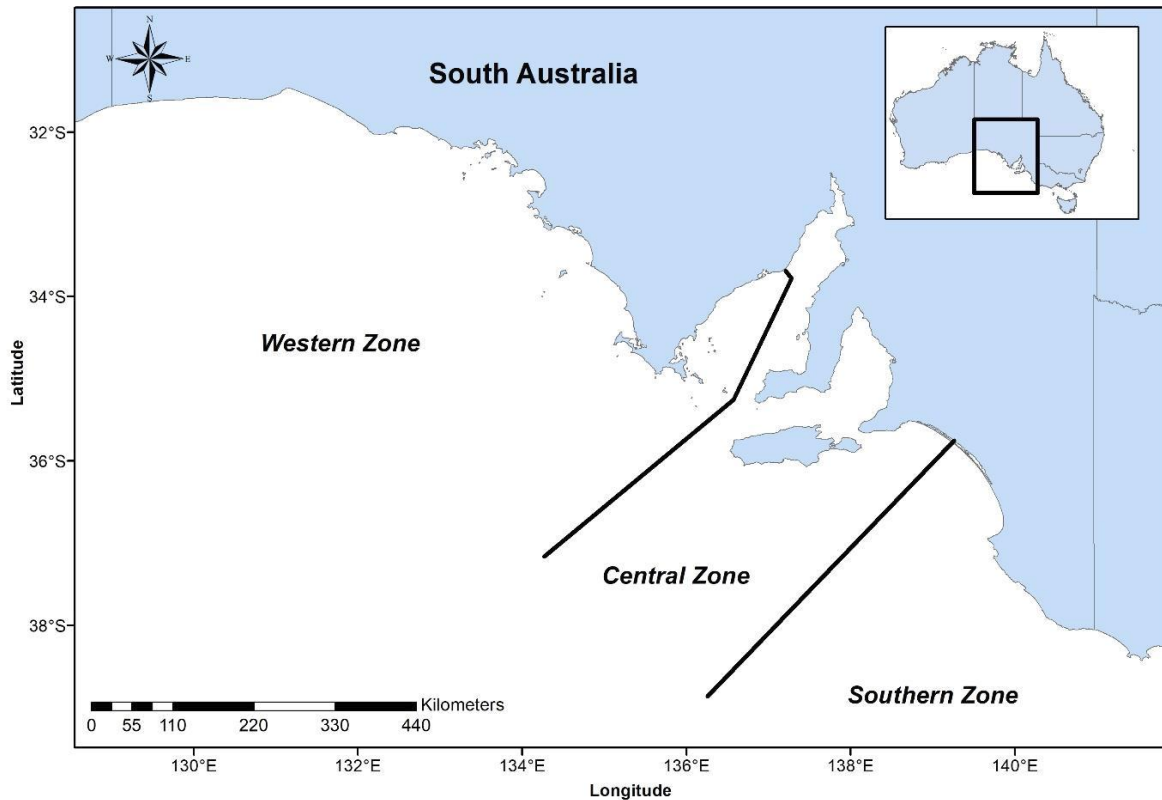 N
W
E
S
South Australia
32°S
34°S
36°S
38°S
Latitude
Western Zone
Central Zone
Southern Zone
Kilometers
0 55 110 220 330 440
130°E 132°E 134°E 136°E 138°E 140°E
Longitude